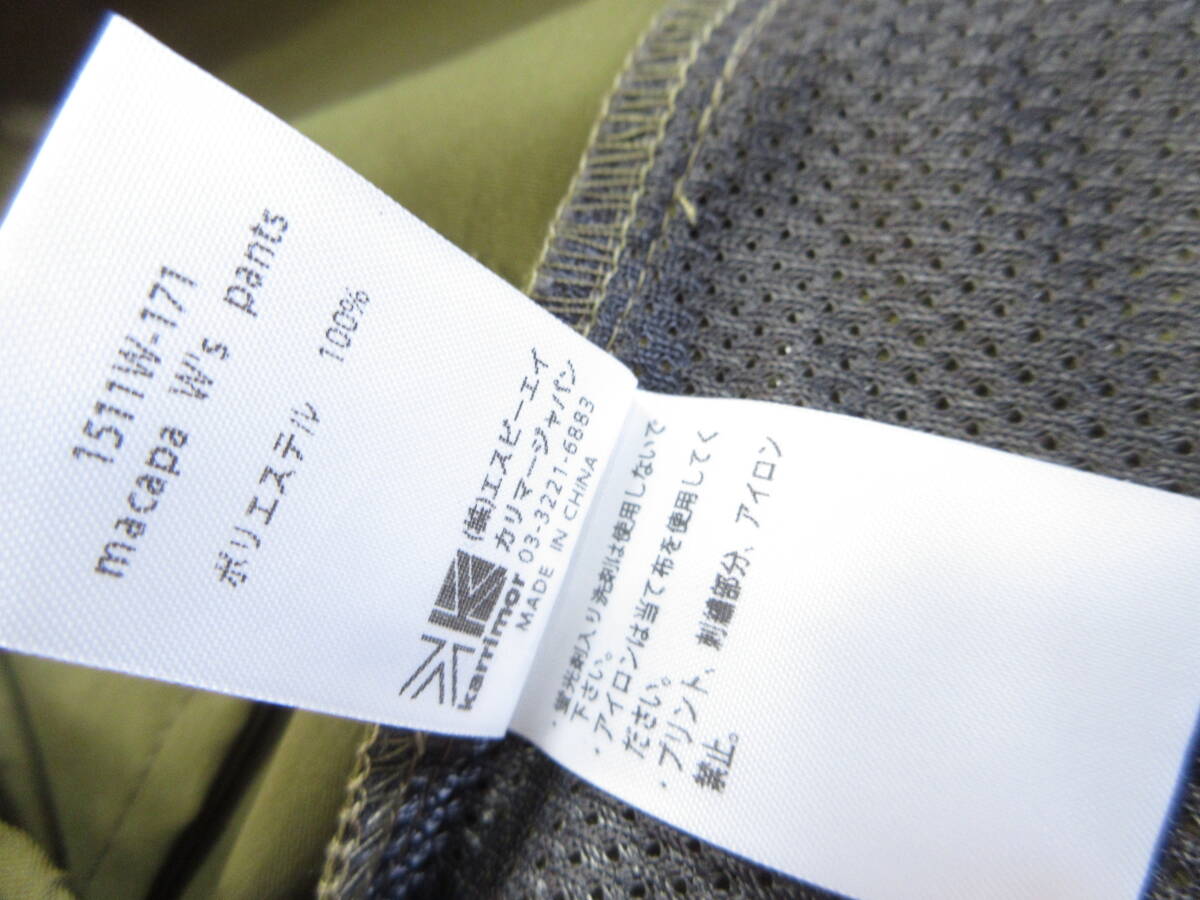 1511W-171
macapa W's pants
ポリエステル 100%
karrimor
(株)エスピーエイ
カリマージャパン
03-3221-6883
MADE IN CHINA
・蛍光剤入り洗剤は使用しないで
下さい。
・アイロンは当て布を使用してく
ださい。
・プリント、刺繍部分、アイロン
禁止。